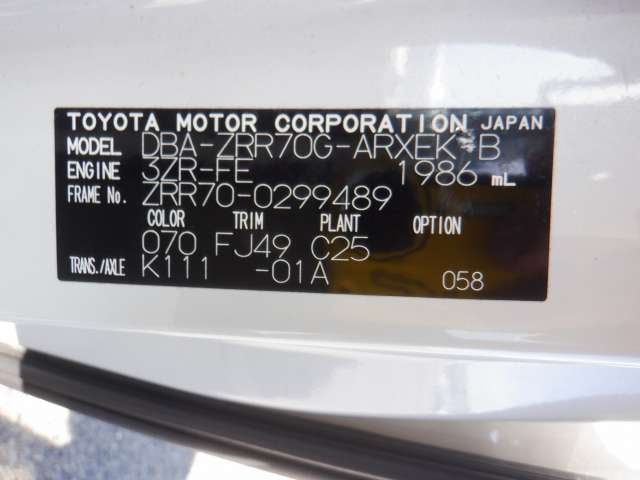 TOYOTA MOTOR CORPORATION JAPAN
MODEL DBA-ZRR70G-ARXEK-B
ENGINE 3ZR-FE 1986 mL
FRAME No. ZRR70-0299489
COLOR TRIM PLANT OPTION
070 FJ49 C25
TRANS./AXLE K111 -01A 058